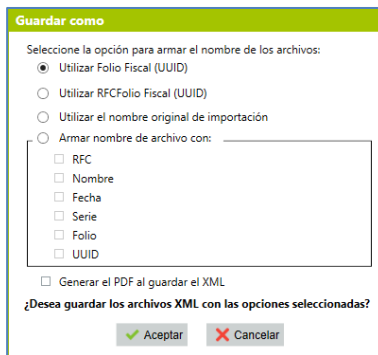 Guardar como
Seleccione la opción para armar el nombre de los archivos:
Utilizar Folio Fiscal (UUID)
Utilizar RFCFolio Fiscal (UUID)
Utilizar el nombre original de importación
Armar nombre de archivo con:
RFC
Nombre
Fecha
Serie
Folio
UUID
Generar el PDF al guardar el XML
¿Desea guardar los archivos XML con las opciones seleccionadas?
Aceptar Cancelar